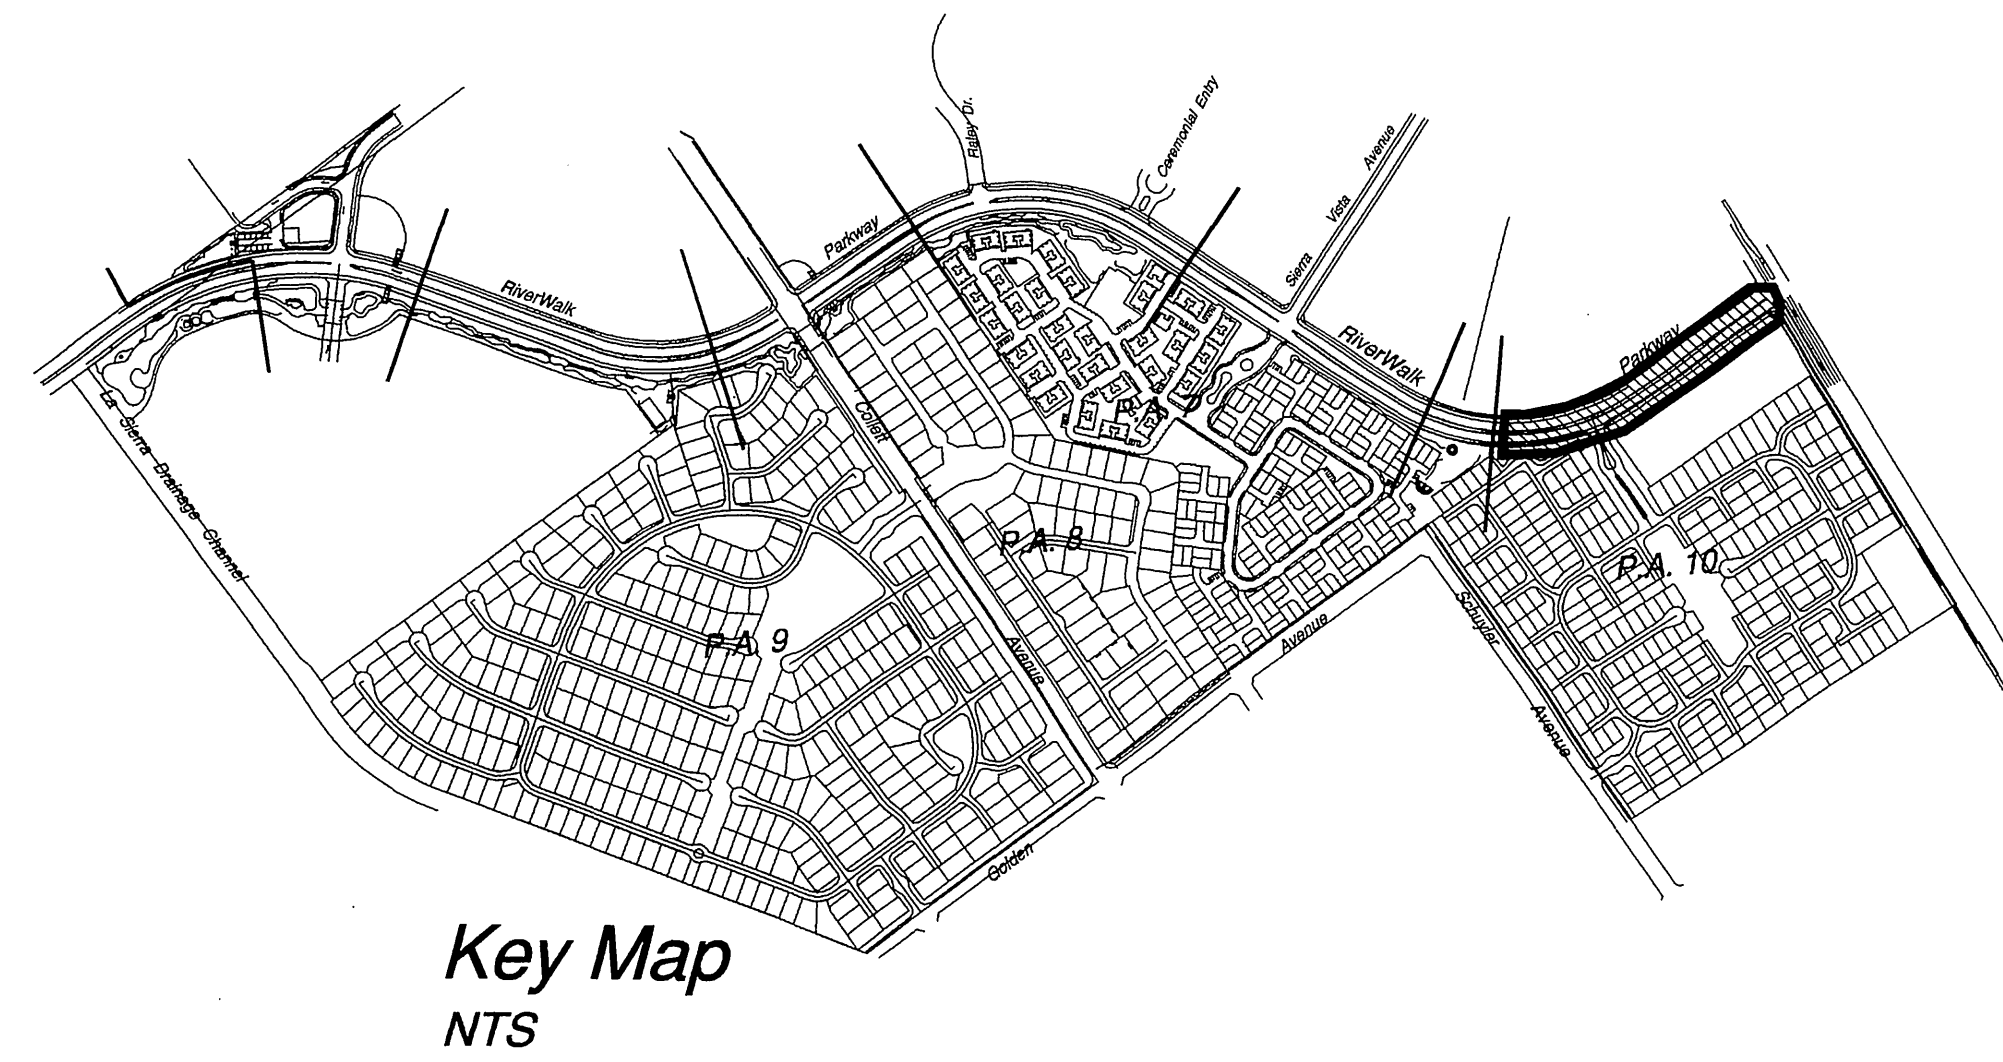 Raley Dr.
Ceremonial Entry
Sierra Vista Avenue
Parkway
RiverWalk
RiverWalk
Parkway
La Sierra Drainage Channel
Collett
Avenue
P.A. 8
P.A. 9
P.A. 10
Schuyler
Avenue
Golden
Avenue
Key Map
NTS